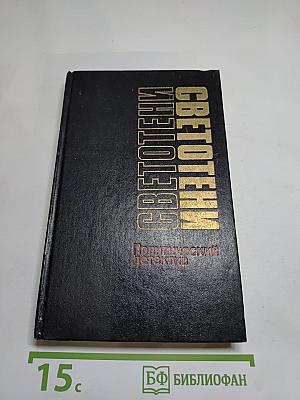 СВЕТОТЕНИ
СВЕТОТЕНИ
Политический
детектив
15с
БФ БИБЛИОФАН